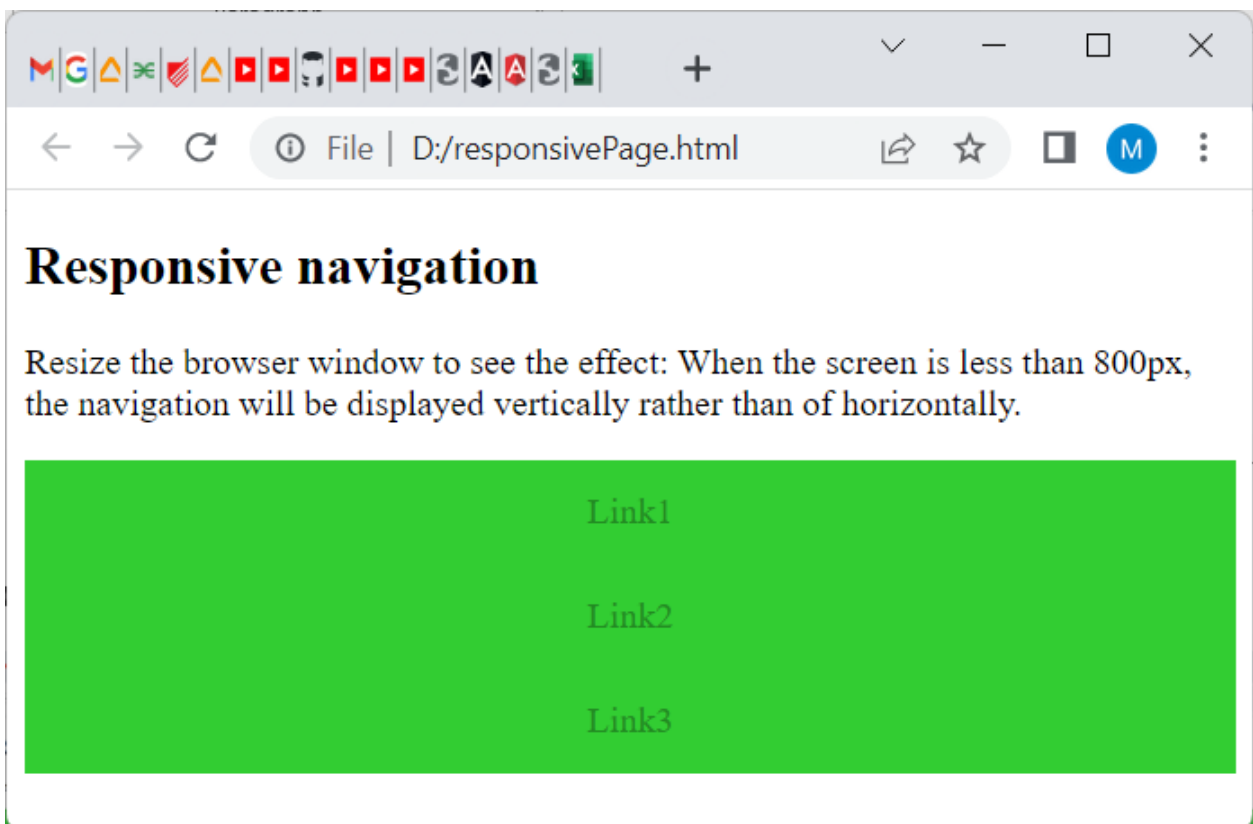 File | D:/responsivePage.html
M
Responsive navigation
Resize the browser window to see the effect: When the screen is less than 800px,
the navigation will be displayed vertically rather than of horizontally.
Link1
Link2
Link3